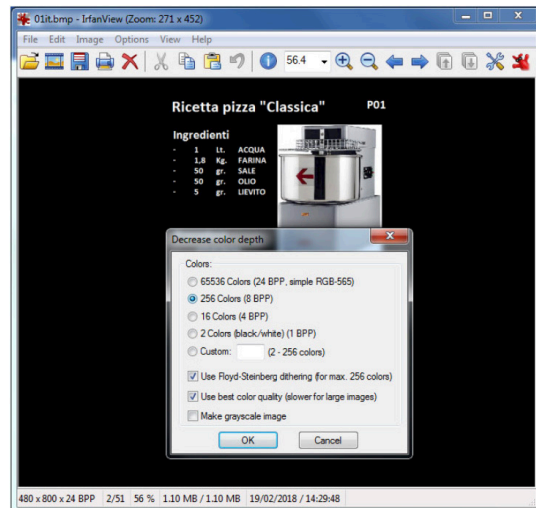 01it.bmp - IrfanView (Zoom: 271 x 452)
File Edit Image Options View Help
56.4
Ricetta pizza "Classica" P01
Ingredienti
- 1 Lt. ACQUA
- 1,8 Kg. FARINA
- 50 gr. SALE
- 50 gr. OLIO
- 5 gr. LIEVITO
Decrease color depth
Colors:
65536 Colors (24 BPP, simple RGB-565)
256 Colors (8 BPP)
16 Colors (4 BPP)
2 Colors (black/white) (1 BPP)
Custom: (2 - 256 colors)
Use Floyd-Steinberg dithering (for max. 256 colors)
Use best color quality (slower for large images)
Make grayscale image
OK Cancel
480 x 800 x 24 BPP 2/51 56 % 1.10 MB / 1.10 MB 19/02/2018 / 14:29:48